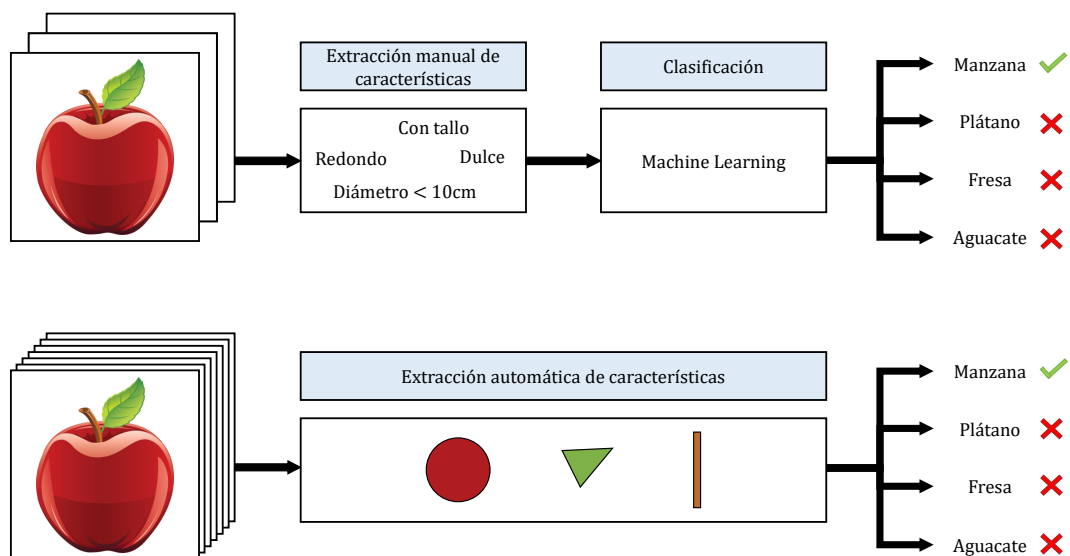 Extracción manual de
características
Clasificación
Con tallo
Redondo
Dulce
Diámetro < 10cm
Machine Learning
Manzana
Plátano
Fresa
Aguacate
Extracción automática de características
Manzana
Plátano
Fresa
Aguacate